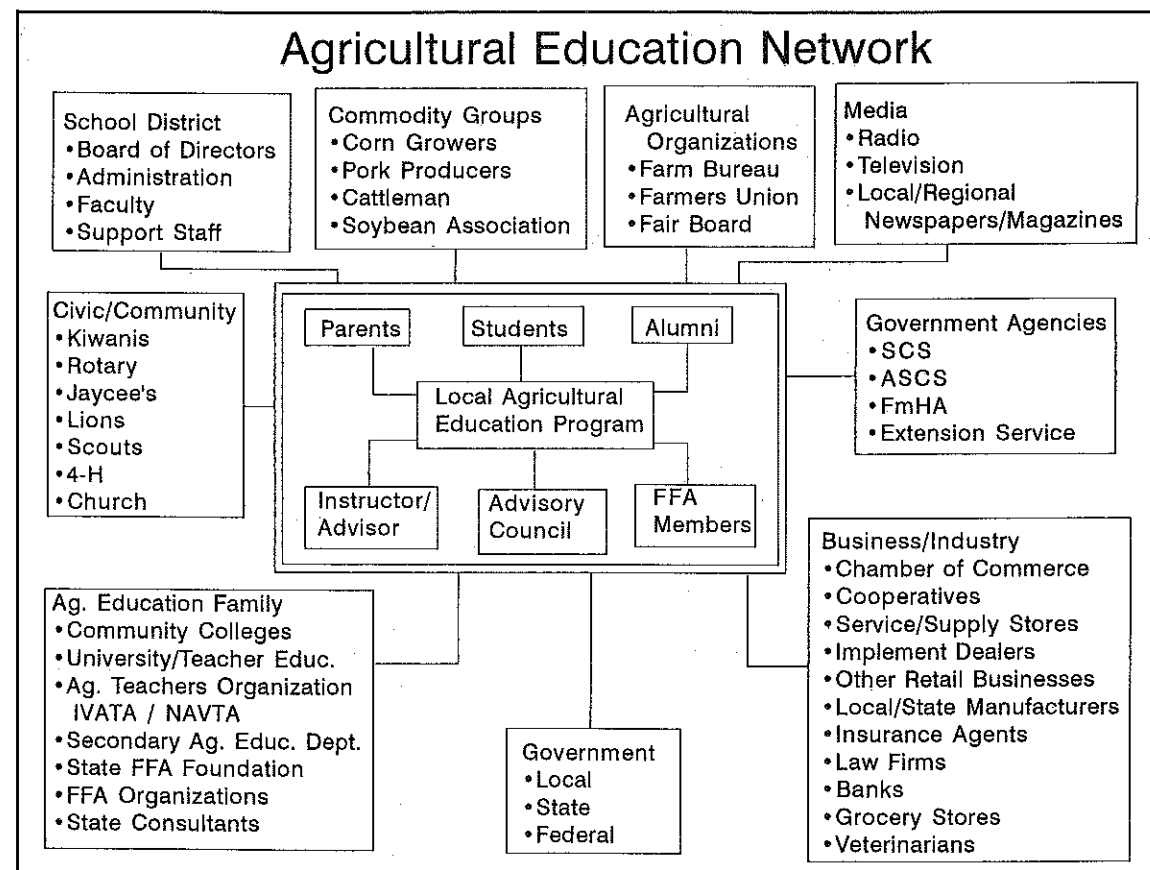 Agricultural Education Network
School District
•Board of Directors
•Administration
•Faculty
•Support Staff
Commodity Groups
•Corn Growers
•Pork Producers
•Cattleman
•Soybean Association
Agricultural
Organizations
•Farm Bureau
•Farmers Union
•Fair Board
Media
•Radio
•Television
•Local/Regional
Newspapers/Magazines
Civic/Community
•Kiwanis
•Rotary
•Jaycee's
•Lions
•Scouts
•4-H
•Church
Parents
Students
Alumni
Local Agricultural
Education Program
Instructor/
Advisor
Advisory
Council
FFA
Members
Government Agencies
•SCS
•ASCS
•FmHA
•Extension Service
Ag. Education Family
•Community Colleges
•University/Teacher Educ.
•Ag. Teachers Organization
IVATA / NAVTA
•Secondary Ag. Educ. Dept.
•State FFA Foundation
•FFA Organizations
•State Consultants
Government
•Local
•State
•Federal
Business/Industry
•Chamber of Commerce
•Cooperatives
•Service/Supply Stores
•Implement Dealers
•Other Retail Businesses
•Local/State Manufacturers
•Insurance Agents
•Law Firms
•Banks
•Grocery Stores
•Veterinarians